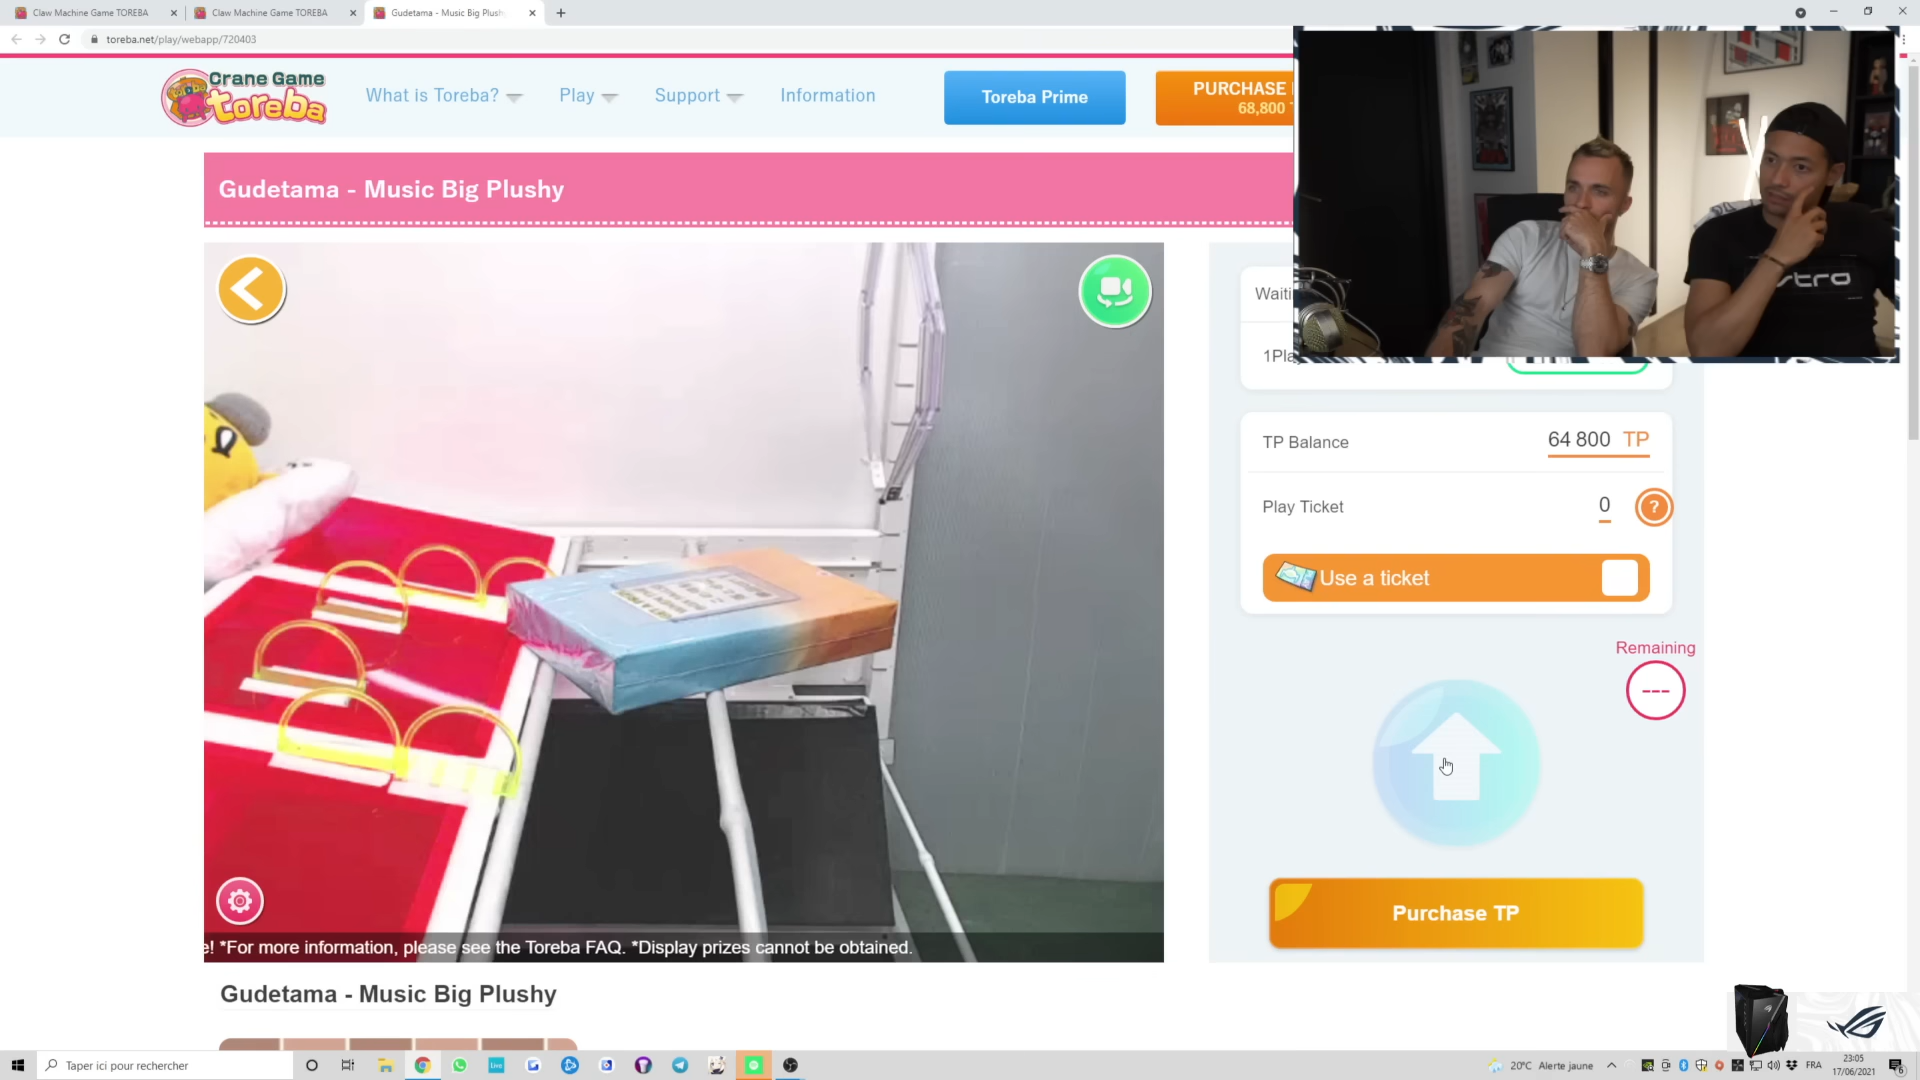 Claw Machine Game TOREBA
Claw Machine Game TOREBA
Gudetama - Music Big Plush
toreba.net/play/webapp/720403
Crane Game
toreba
What is Toreba?
Play
Support
Information
Toreba Prime
PURCHASE
68,800
Gudetama - Music Big Plushy
Waiti
1Pla
TP Balance
64 800 TP
Play Ticket
0
?
Use a ticket
Remaining
---
Purchase TP
e! *For more information, please see the Toreba FAQ. *Display prizes cannot be obtained.
Gudetama - Music Big Plushy
Taper ici pour rechercher
20°C Alerte jaune
FRA
23:05
17/06/2021